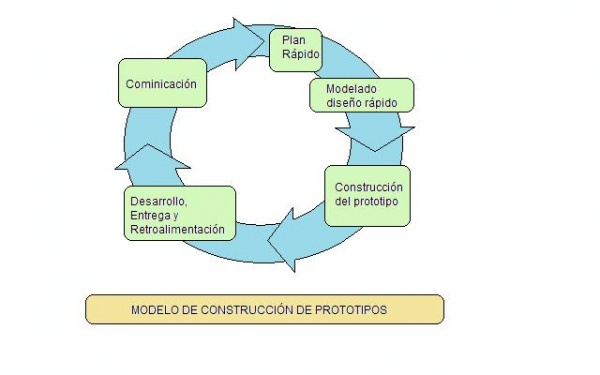 Plan
Rápido
Modelado
diseño rápido
Construcción
del prototipo
Desarrollo,
Entrega y
Retroalimentación
Cominicación
MODELO DE CONSTRUCCIÓN DE PROTOTIPOS